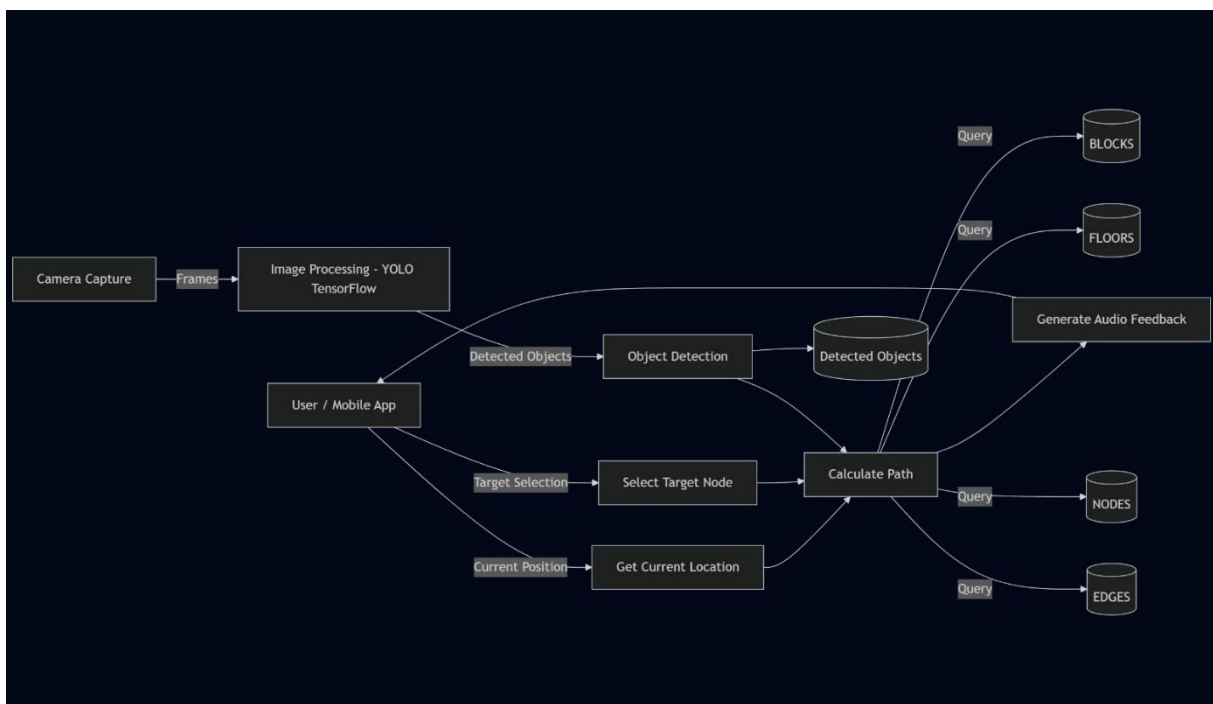 Query
BLOCKS
Query
FLOORS
Camera Capture
Frames
Image Processing - YOLO
TensorFlow
Generate Audio Feedback
Detected Objects
Object Detection
Detected Objects
User / Mobile App
Target Selection
Select Target Node
Calculate Path
Query
NODES
Current Position
Get Current Location
Query
EDGES